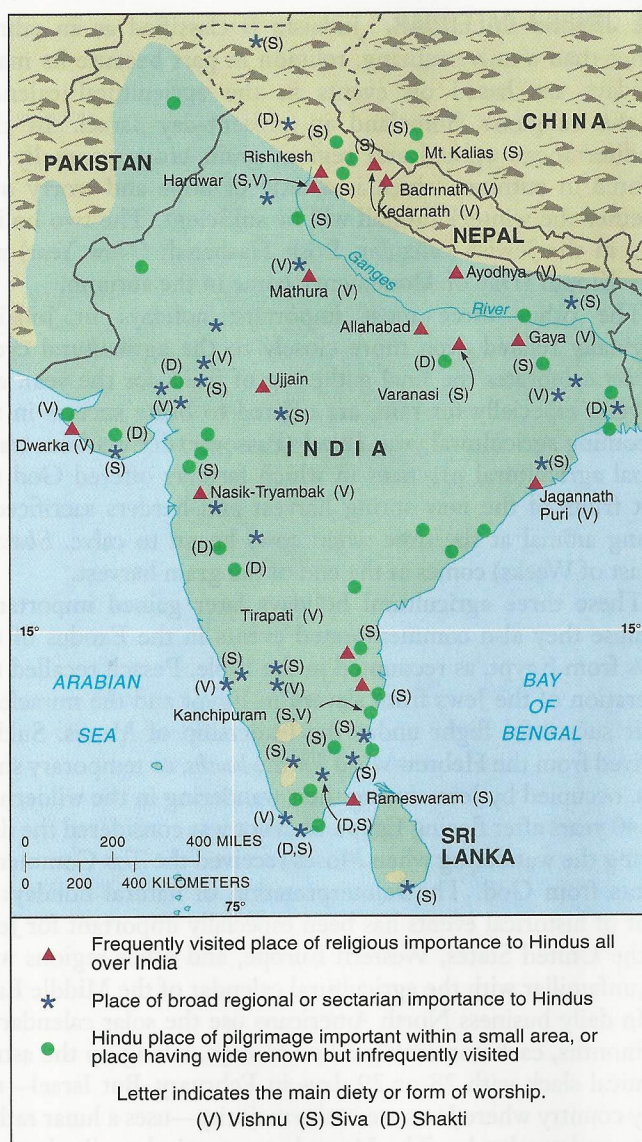 (S)
CHINA
(D)
(S)
(S)
Mt. Kalias (S)
PAKISTAN
Rishikesh
Hardwar (S,V)
(S)
Badrinath (V)
Kedarnath (V)
(S)
NEPAL
(V)
Ganges
Mathura (V)
Ayodhya (V)
River
(S)
Allahabad
Gaya (V)
(V)
(D)
(D)
(S)
(S)
Ujjain
Varanasi (S)
(V)
(D)
(V)
(V)
(S)
INDIA
Dwarka (V)
(D)
(S)
(S)
(S)
Nasik-Tryambak (V)
Jagannath
Puri (V)
(D)
(D)
Tirapati (V)
15°
15°
(S)
ARABIAN
SEA
(S)
(S)
(V)
(V)
(S)
BAY
OF
BENGAL
Kanchipuram (S,V)
(S)
(S)
(S)
Rameswaram (S)
(V)
(D,S)
(D,S)
0 200 400 MILES
0 200 400 KILOMETERS
SRI
LANKA
75°
(S)
Frequently visited place of religious importance to Hindus all
over India
Place of broad regional or sectarian importance to Hindus
Hindu place of pilgrimage important within a small area, or
place having wide renown but infrequently visited
Letter indicates the main diety or form of worship.
(V) Vishnu (S) Siva (D) Shakti